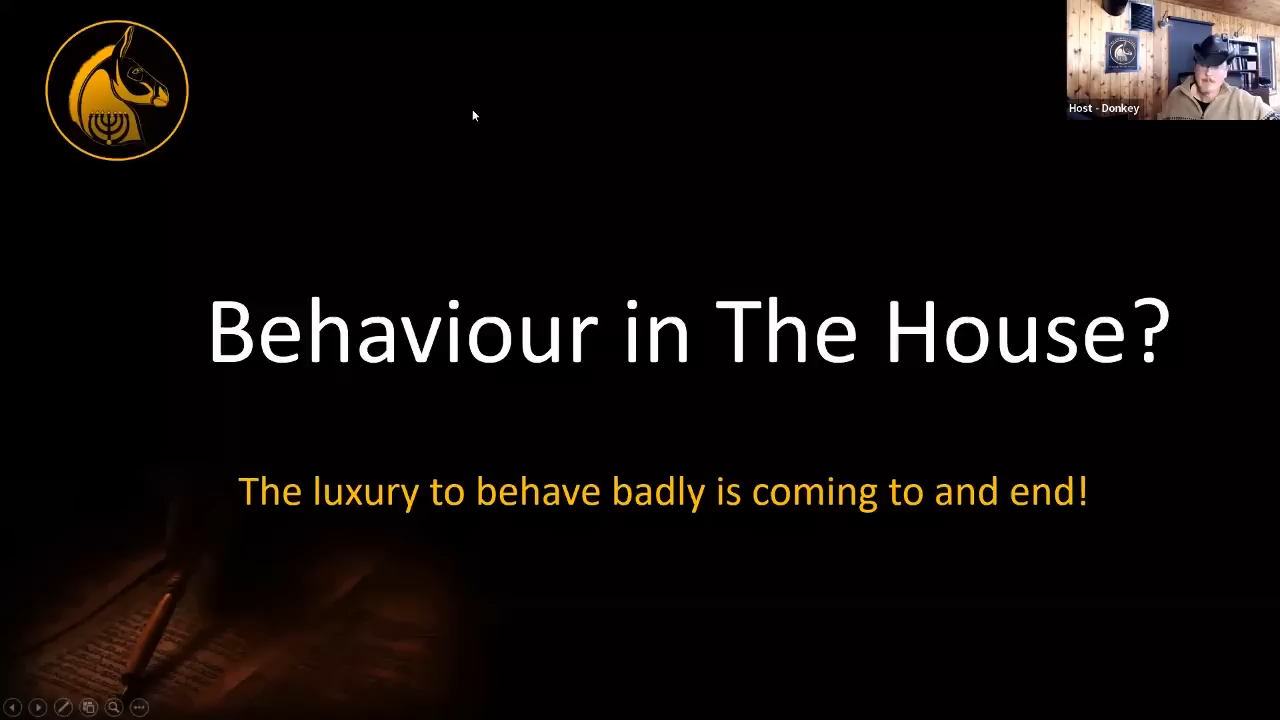 Host - Donkey
Behaviour in The House?
The luxury to behave badly is coming to and end!